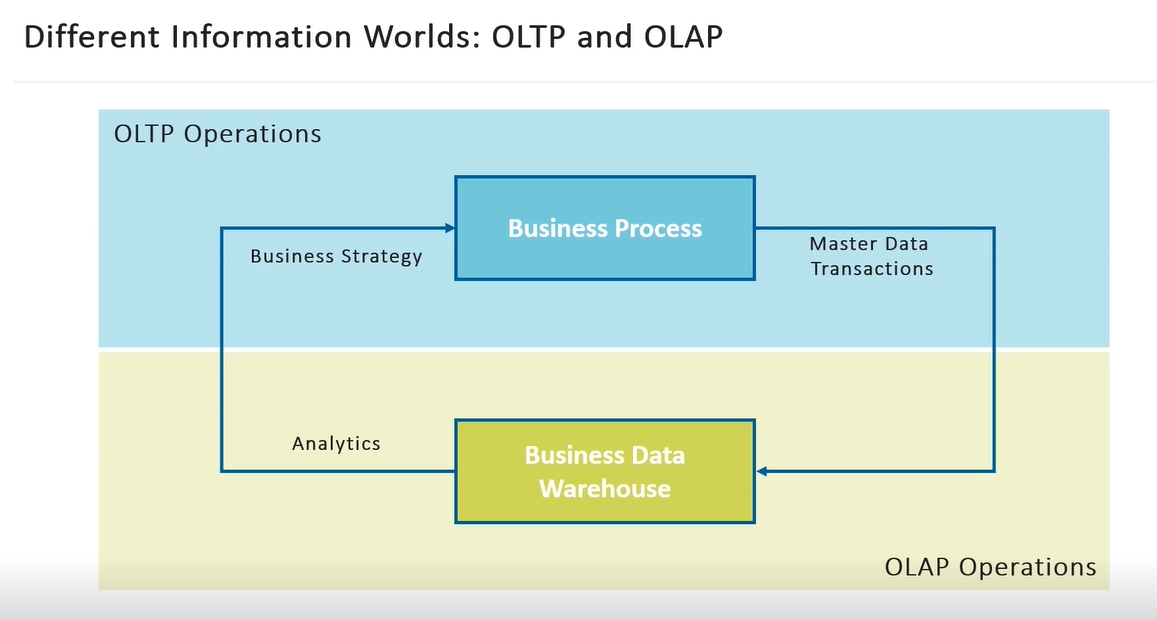 Different Information Worlds: OLTP and OLAP
OLTP Operations
Business Process
Business Strategy
Master Data
Transactions
Analytics
Business Data
Warehouse
OLAP Operations